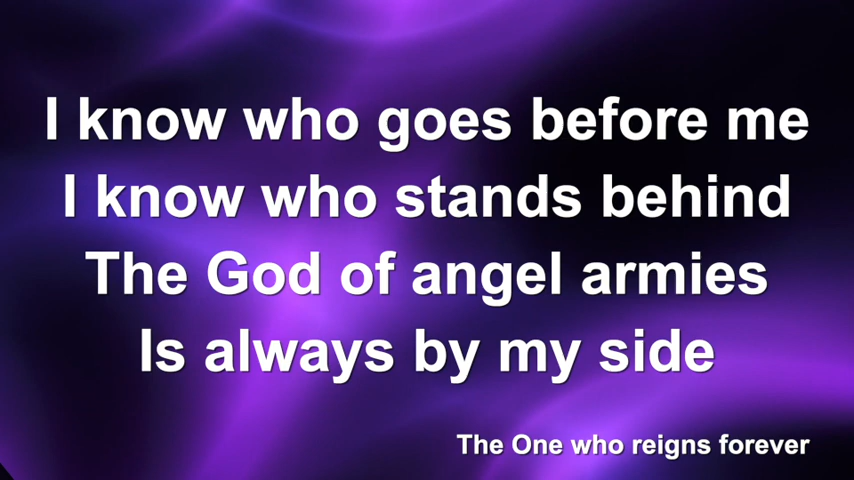 I know who goes before me
I know who stands behind
The God of angel armies
Is always by my side
The One who reigns forever